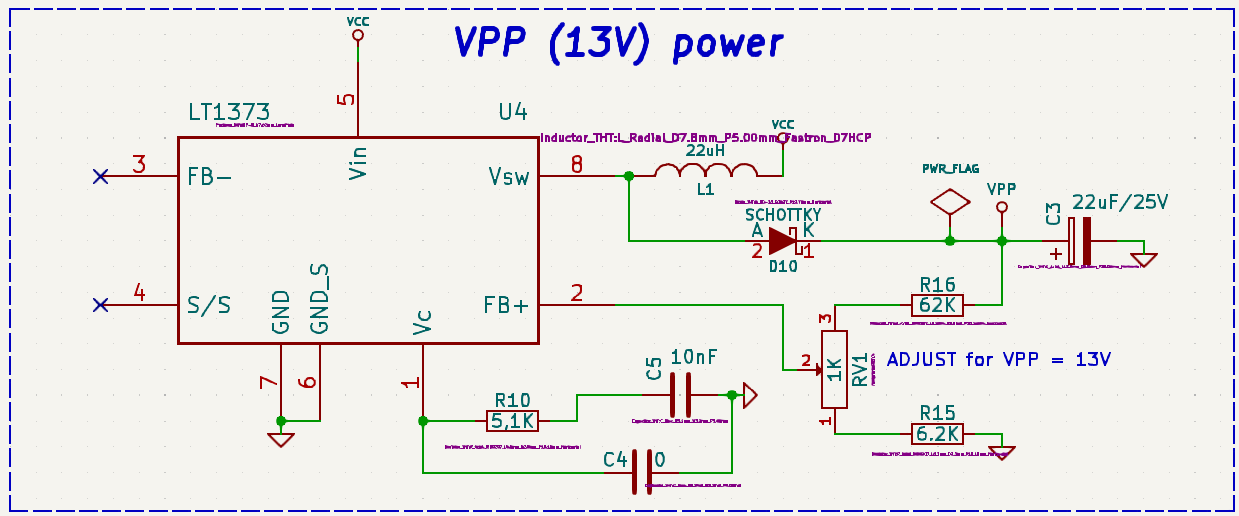 VCC
VPP (13V) power
5
LT1373
U4
Inductor_THT:L_Radial_D7.8mm_P5.00mm_Fastron_07HCP
VCC
22uH
L1
3
FB-
Vin
Vsw
8
PWR_FLAG
VPP
C3
22uF/25V
SCHOTTKY
A
K
2
1
D10
+
4
S/S
GND
GND_S
Vc
FB+
2
R16
62K
3
2
1K
RV1
1
ADJUST for VPP = 13V
7
6
1
C5
10nF
R10
5,1K
R15
6.2K
C4
0